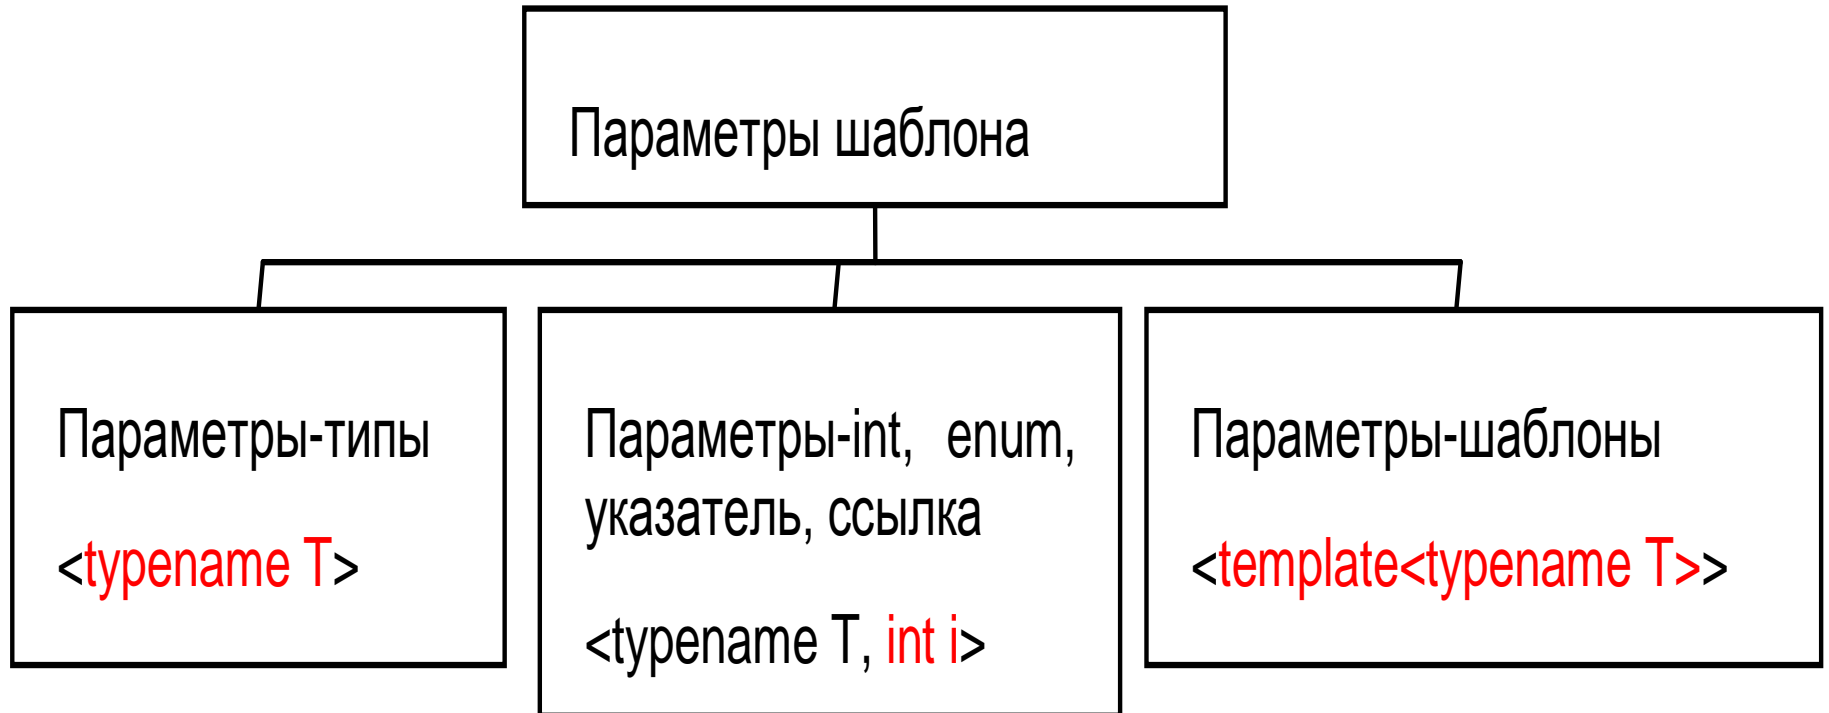 Параметры шаблона
Параметры-типы
<typename T>
Параметры-int, enum,
указатель, ссылка
<typename T, int i>
Параметры-шаблоны
<template<typename T>>